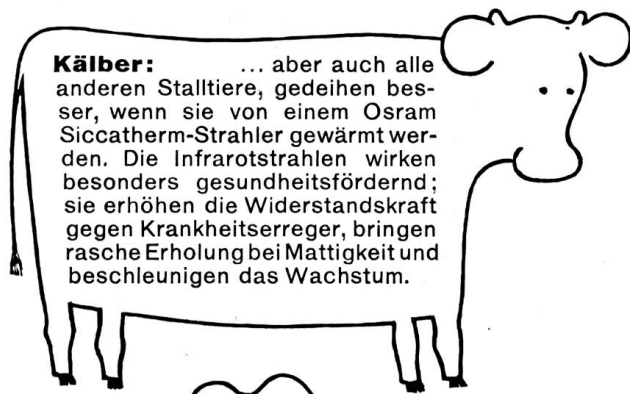 Kälber: ... aber auch alle
anderen Stalltiere, gedeihen bes-
ser, wenn sie von einem Osram
Siccatherm-Strahler gewärmt wer-
den. Die Infrarotstrahlen wirken
besonders gesundheitsfördernd;
sie erhöhen die Widerstandskraft
gegen Krankheitserreger, bringen
rasche Erholung bei Mattigkeit und
beschleunigen das Wachstum.